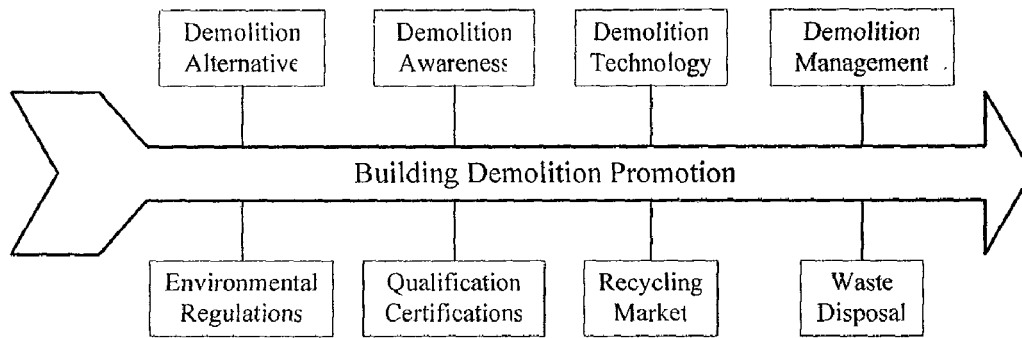 Demolition
Alternative
Demolition
Awareness
Demolition
Technology
Demolition
Management
Building Demolition Promotion
Environmental
Regulations
Qualification
Certifications
Recycling
Market
Waste
Disposal